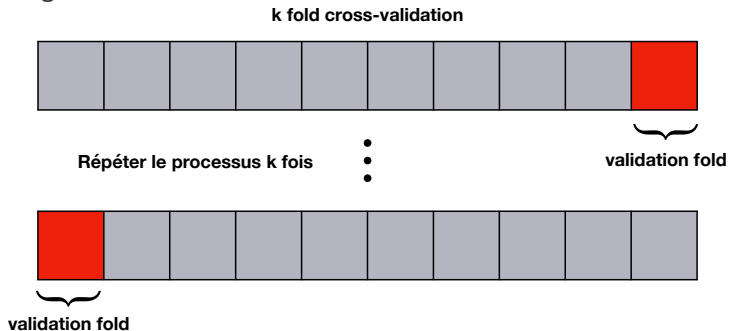 k fold cross-validation
Répéter le processus k fois
validation fold
validation fold